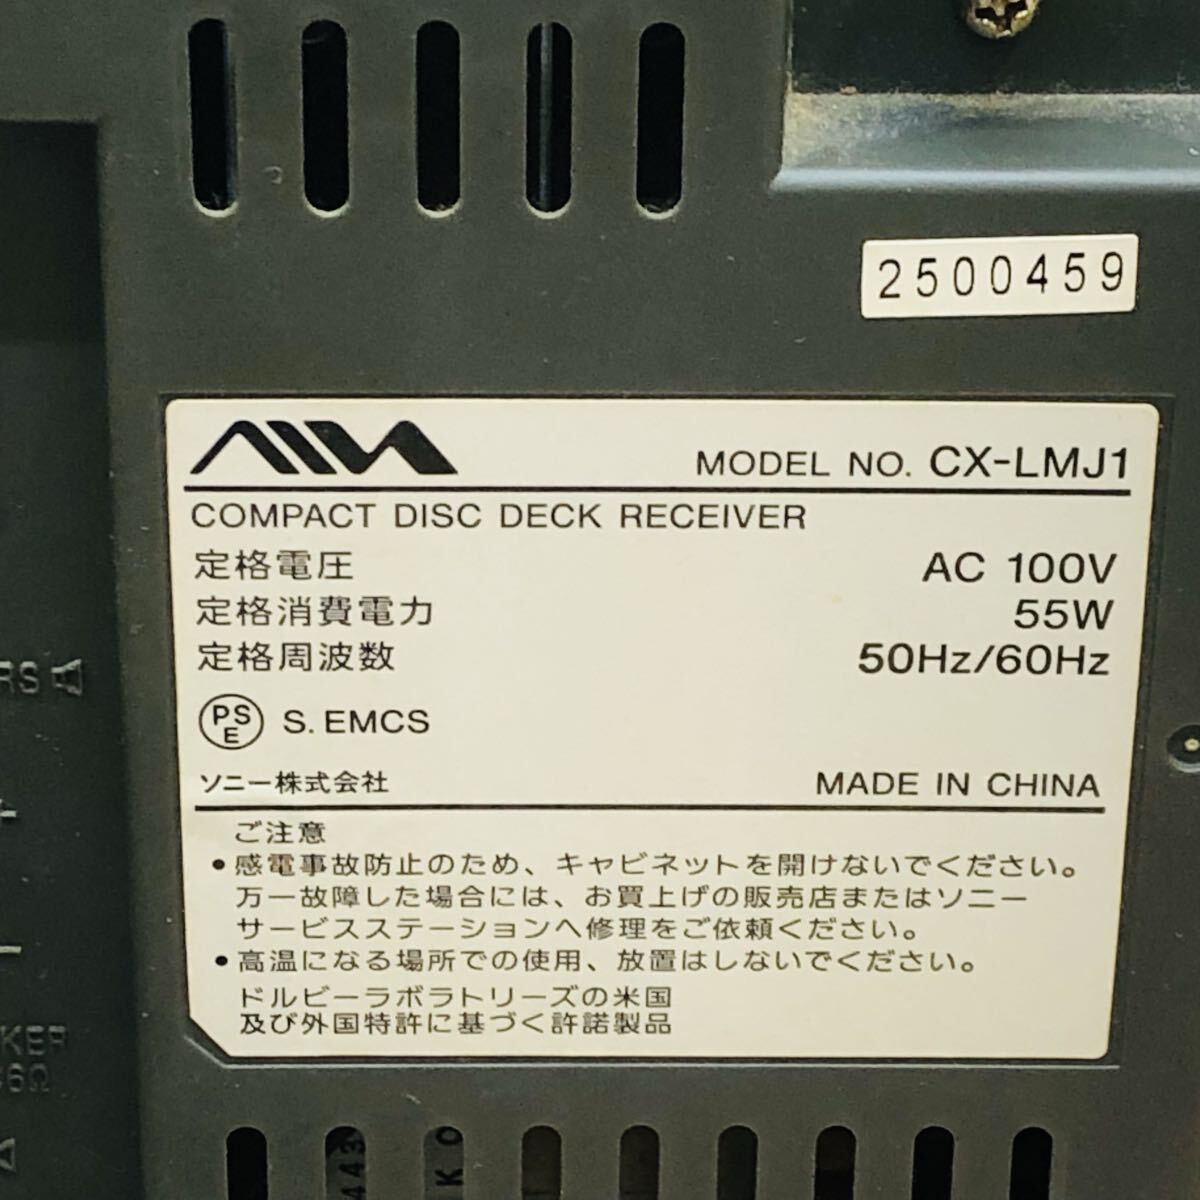 2500459
AIWA
MODEL NO. CX-LMJ1
COMPACT DISC DECK RECEIVER
定格電圧 AC 100V
定格消費電力 55W
定格周波数 50Hz/60Hz
PSE S. EMCS
ソニー株式会社 MADE IN CHINA
ご注意
•感電事故防止のため、キャビネットを開けないでください。
万一故障した場合には、お買上げの販売店またはソニー
サービスステーションへ修理をご依頼ください。
•高温になる場所での使用、放置はしないでください。
ドルビーラボラトリーズの米国
及び外国特許に基づく許諾製品